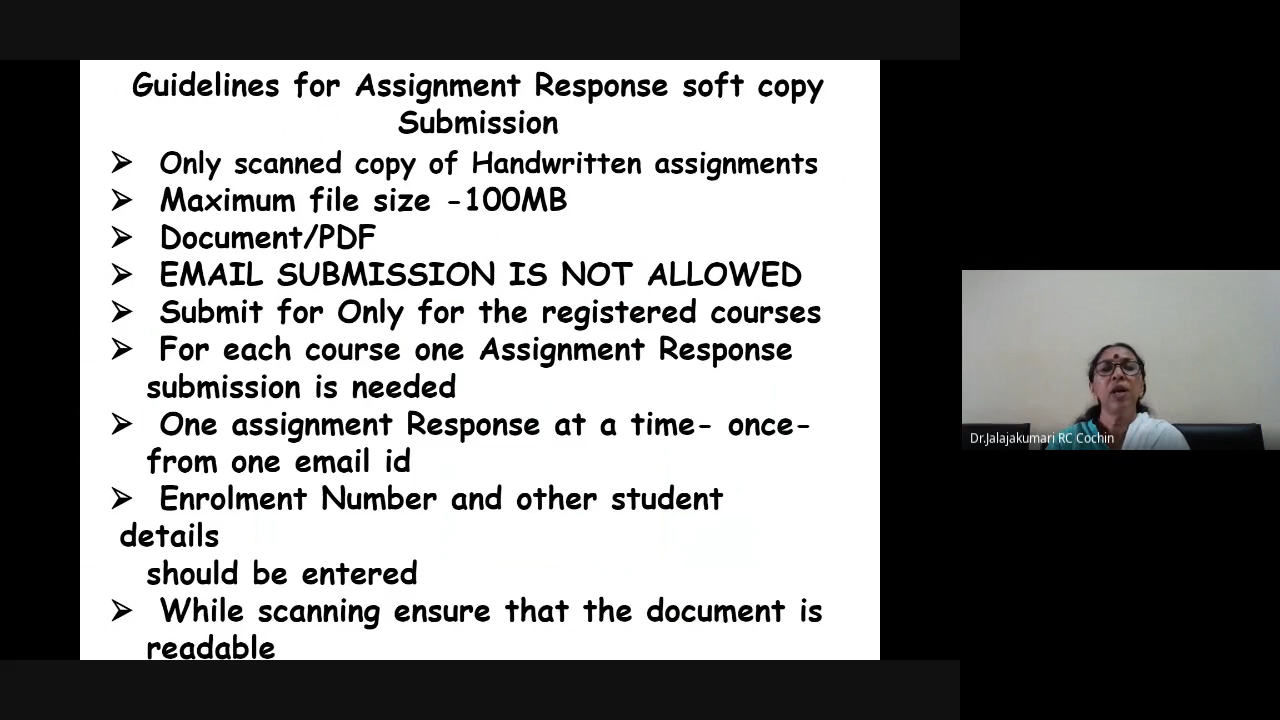 Guidelines for Assignment Response soft copy
Submission
➢ Only scanned copy of Handwritten assignments
➢ Maximum file size -100MB
➢ Document/PDF
➢ EMAIL SUBMISSION IS NOT ALLOWED
➢ Submit for Only for the registered courses
➢ For each course one Assignment Response
submission is needed
➢ One assignment Response at a time- once-
from one email id
➢ Enrolment Number and other student
details
should be entered
➢ While scanning ensure that the document is
readable
Dr.Jalajakumari RC Cochin